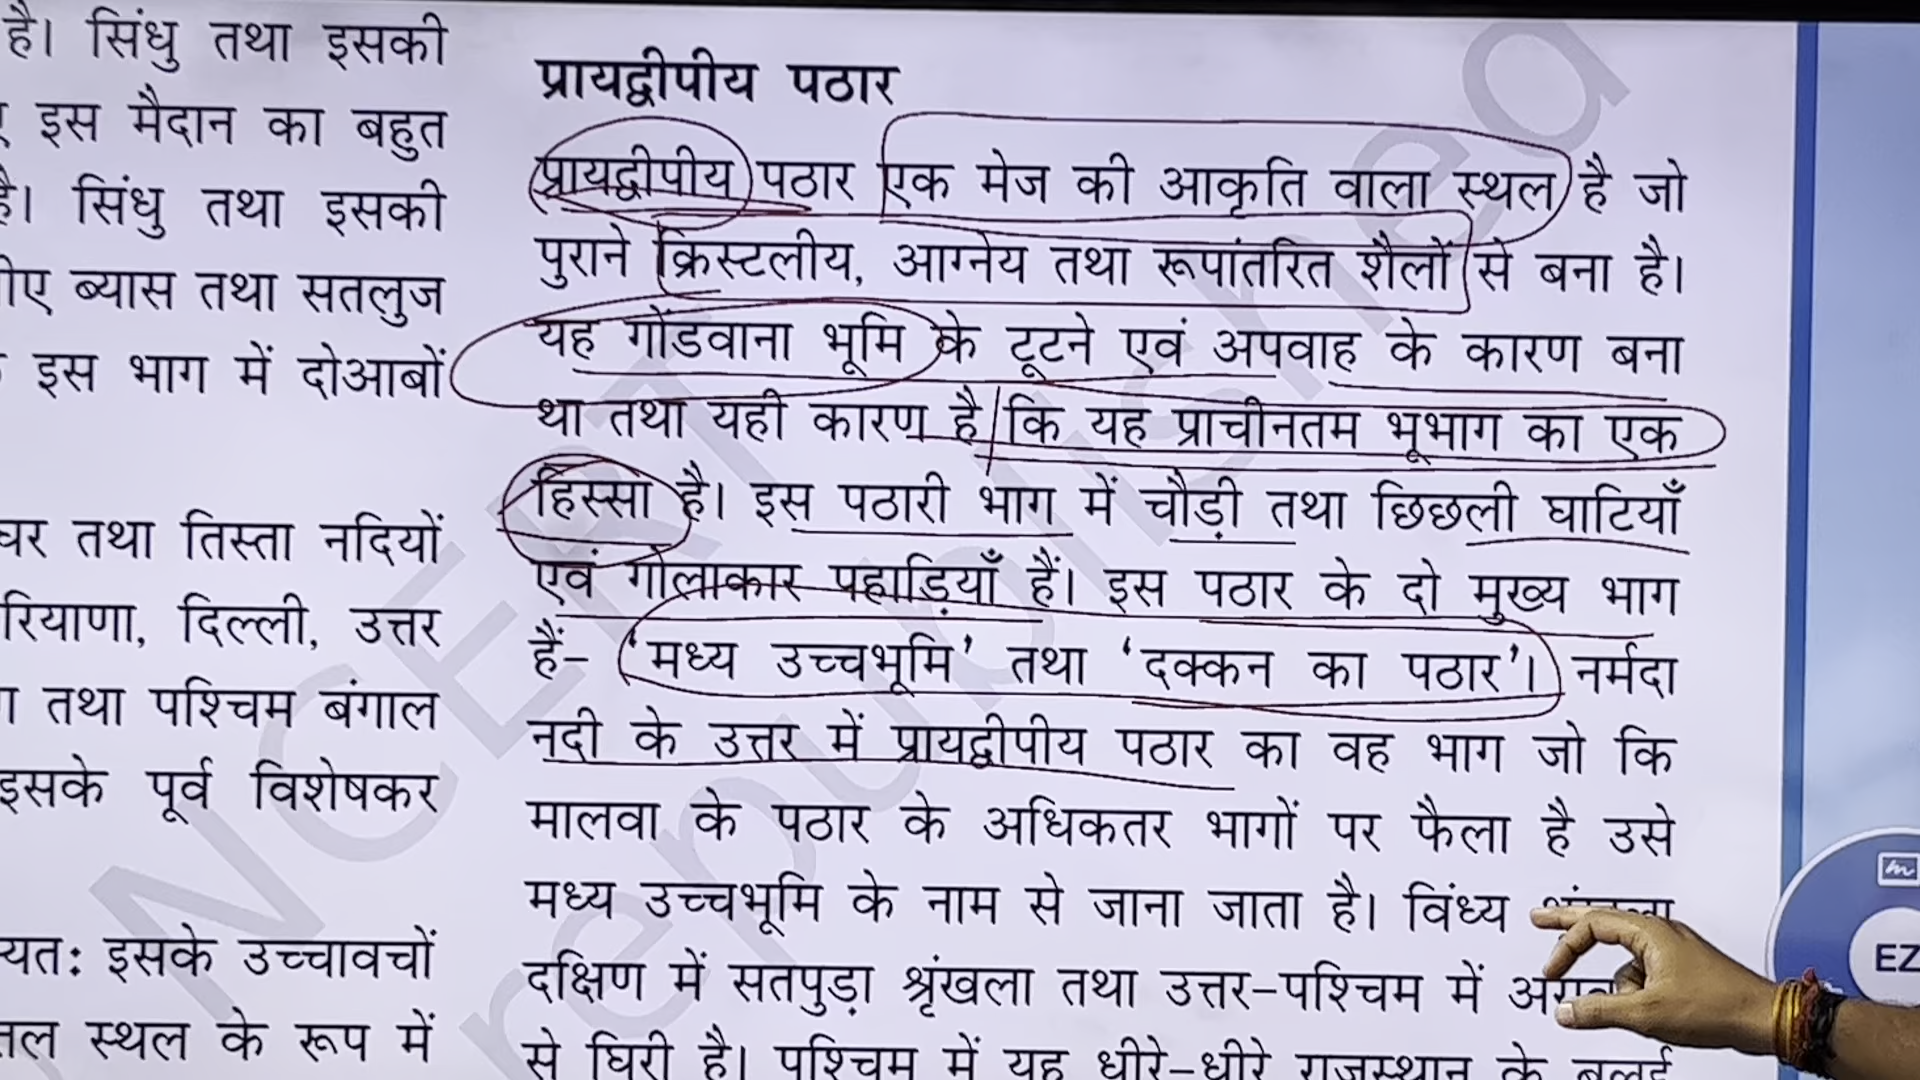 है। सिंधु तथा इसकी
इस मैदान का बहुत
है। सिंधु तथा इसकी
ब्यास तथा सतलुज
इस भाग में दोआबों
तथा तिस्ता नदियों
दिल्ली, उत्तर
तथा पश्चिम बंगाल
इसके पूर्व विशेषकर
इसके उच्चावचों
स्थल के रूप में
प्रायद्वीपीय पठार
प्रायद्वीपीय पठार एक मेज की आकृति वाला स्थल है जो
पुराने क्रिस्टलीय, आग्नेय तथा रूपांतरित शैलों से बना है।
यह गोंडवाना भूमि के टूटने एवं अपवाह के कारण बना
था तथा यही कारण है कि यह प्राचीनतम भूभाग का एक
हिस्सा है। इस पठारी भाग में चौड़ी तथा छिछली घाटियाँ
एवं गोलाकार पहाड़ियाँ हैं। इस पठार के दो मुख्य भाग
हैं– ‘मध्य उच्चभूमि’ तथा ‘दक्कन का पठार’। नर्मदा
नदी के उत्तर में प्रायद्वीपीय पठार का वह भाग जो कि
मालवा के पठार के अधिकतर भागों पर फैला है उसे
मध्य उच्चभूमि के नाम से जाना जाता है। विंध्य
दक्षिण में सतपुड़ा श्रृंखला तथा उत्तर-पश्चिम में
से घिरी है। पश्चिम में यह धीरे-धीरे राजस्थान के
NCERT
republished
EZ